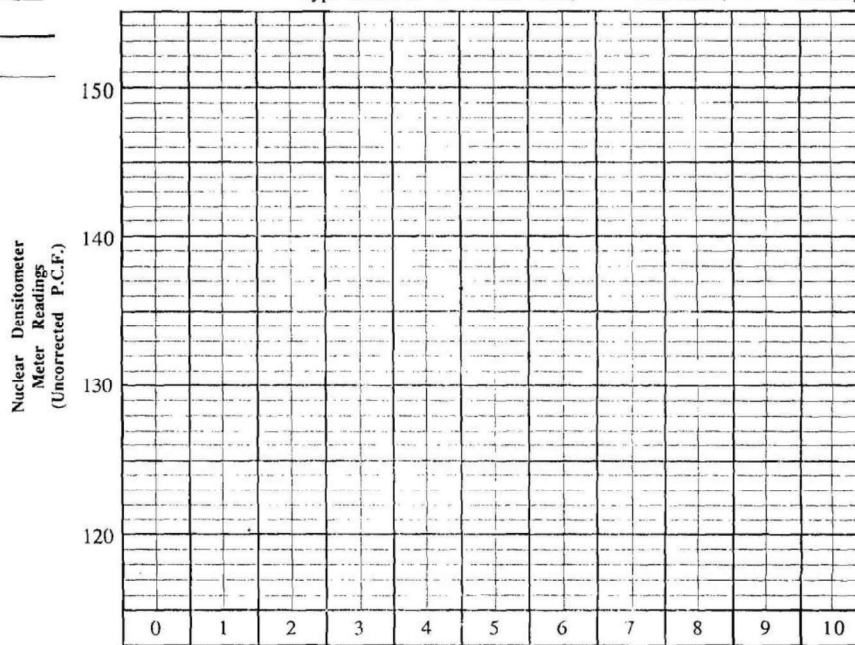 150
140
Nuclear Densitometer
Meter Readings
(Uncorrected P.C.F.)
130
120
0 1 2 3 4 5 6 7 8 9 10